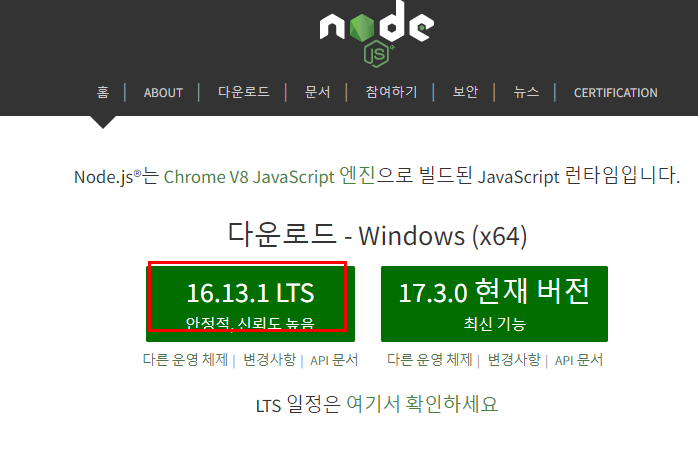 node
JS
홈 | ABOUT | 다운로드 | 문서 | 참여하기 | 보안 | 뉴스 | CERTIFICATION
Node.js®는 Chrome V8 JavaScript 엔진으로 빌드된 JavaScript 런타임입니다.
다운로드 - Windows (x64)
16.13.1 LTS
안정적, 신뢰도 높음
17.3.0 현재 버전
최신 기능
다른 운영 체제 | 변경사항 | API 문서
다른 운영 체제 | 변경사항 | API 문서
LTS 일정은 여기서 확인하세요